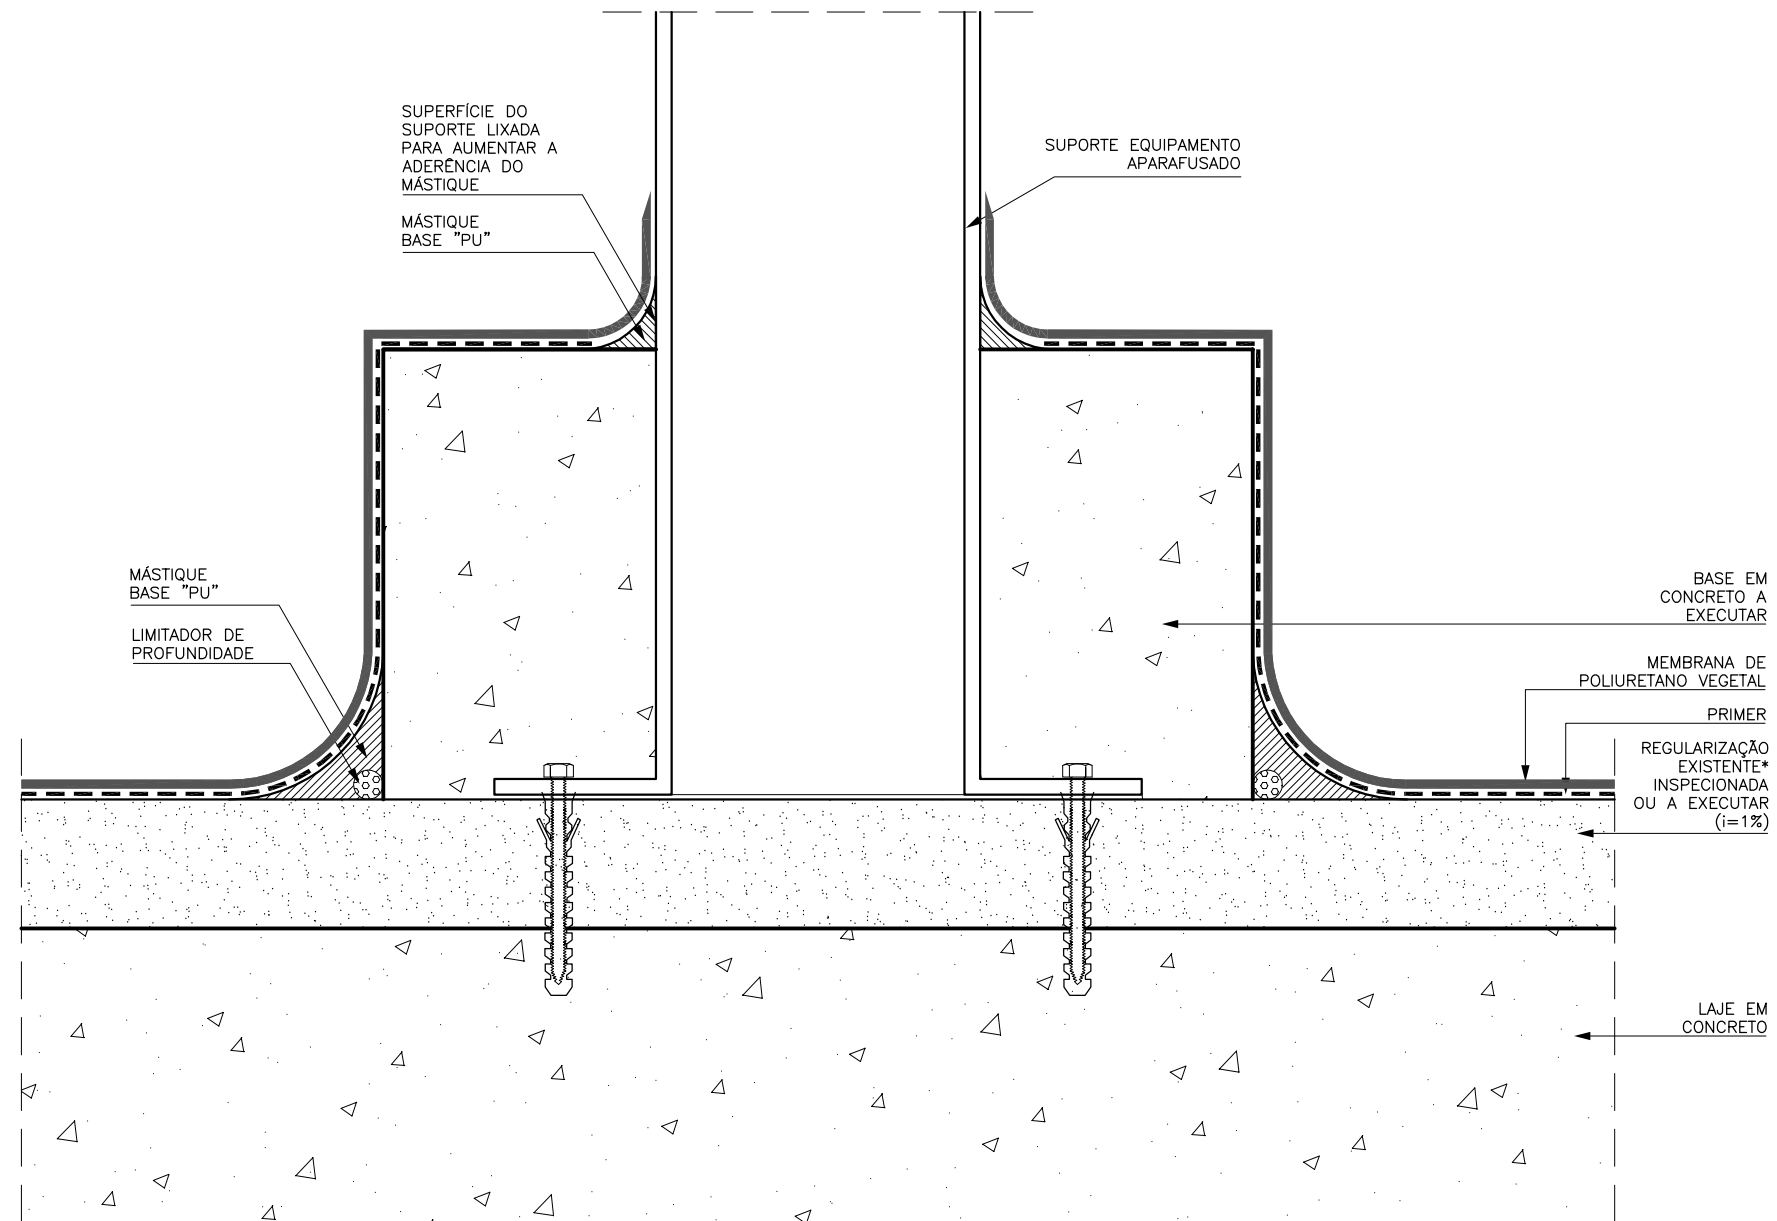 SUPERFÍCIE DO
SUPORTE LIXADA
PARA AUMENTAR A
ADERÊNCIA DO
MÁSTIQUE
MÁSTIQUE
BASE "PU"
SUPORTE EQUIPAMENTO
APARAFUSADO
MÁSTIQUE
BASE "PU"
LIMITADOR DE
PROFUNDIDADE
BASE EM
CONCRETO A
EXECUTAR
MEMBRANA DE
POLIURETANO VEGETAL
PRIMER
REGULARIZAÇÃO
EXISTENTE*
INSPECIONADA
OU A EXECUTAR
(i=1%)
LAJE EM
CONCRETO